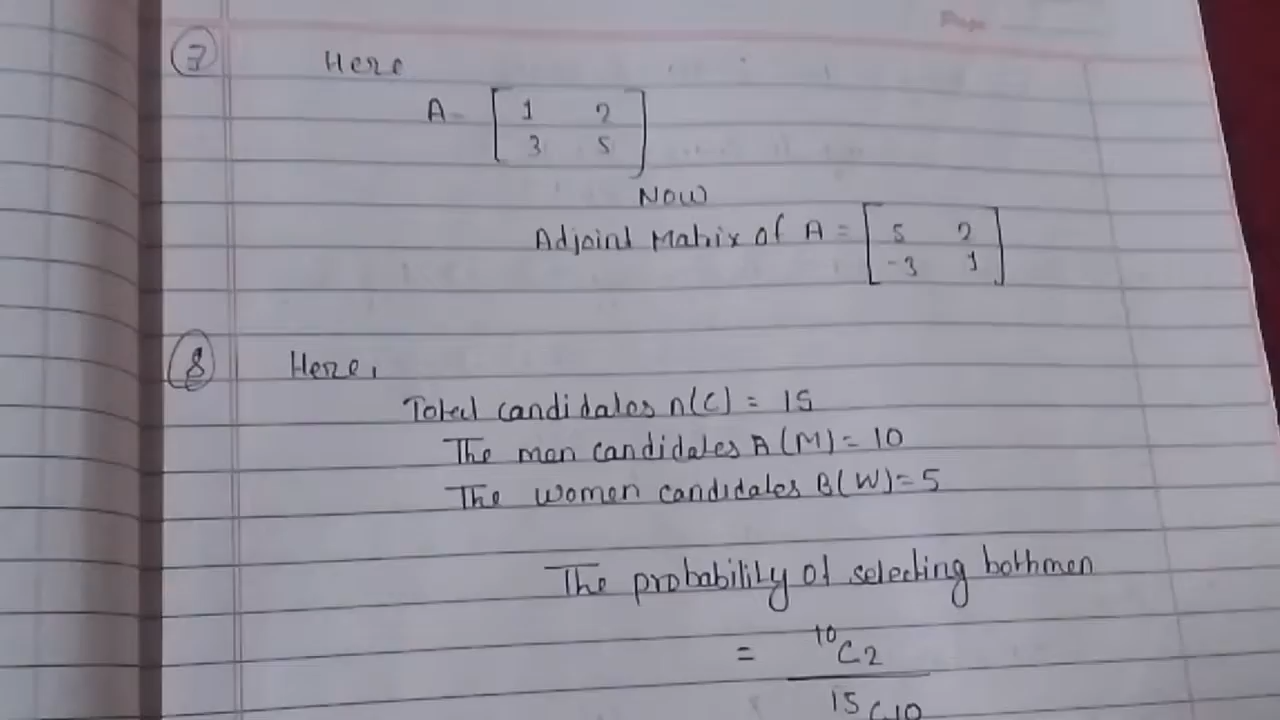 Page
7 Here
A = [ 1 2
3 5 ]
Now
Adjoint Matrix of A = [ 5 2
-3 1 ]
8 Here,
Total candidates n(C) = 15
The men candidates A(M) = 10
The women candidates B(W) = 5
The probability of selecting both men
= 10C2
15C10